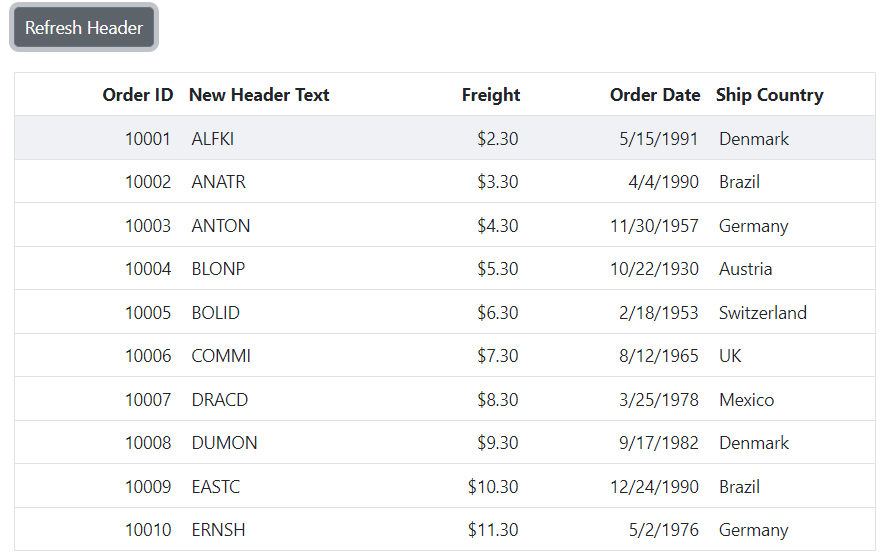 Refresh Header
Order ID New Header Text Freight Order Date Ship Country
10001 ALFKI $2.30 5/15/1991 Denmark
10002 ANATR $3.30 4/4/1990 Brazil
10003 ANTON $4.30 11/30/1957 Germany
10004 BLONP $5.30 10/22/1930 Austria
10005 BOLID $6.30 2/18/1953 Switzerland
10006 COMMI $7.30 8/12/1965 UK
10007 DRACD $8.30 3/25/1978 Mexico
10008 DUMON $9.30 9/17/1982 Denmark
10009 EASTC $10.30 12/24/1990 Brazil
10010 ERNSH $11.30 5/2/1976 Germany